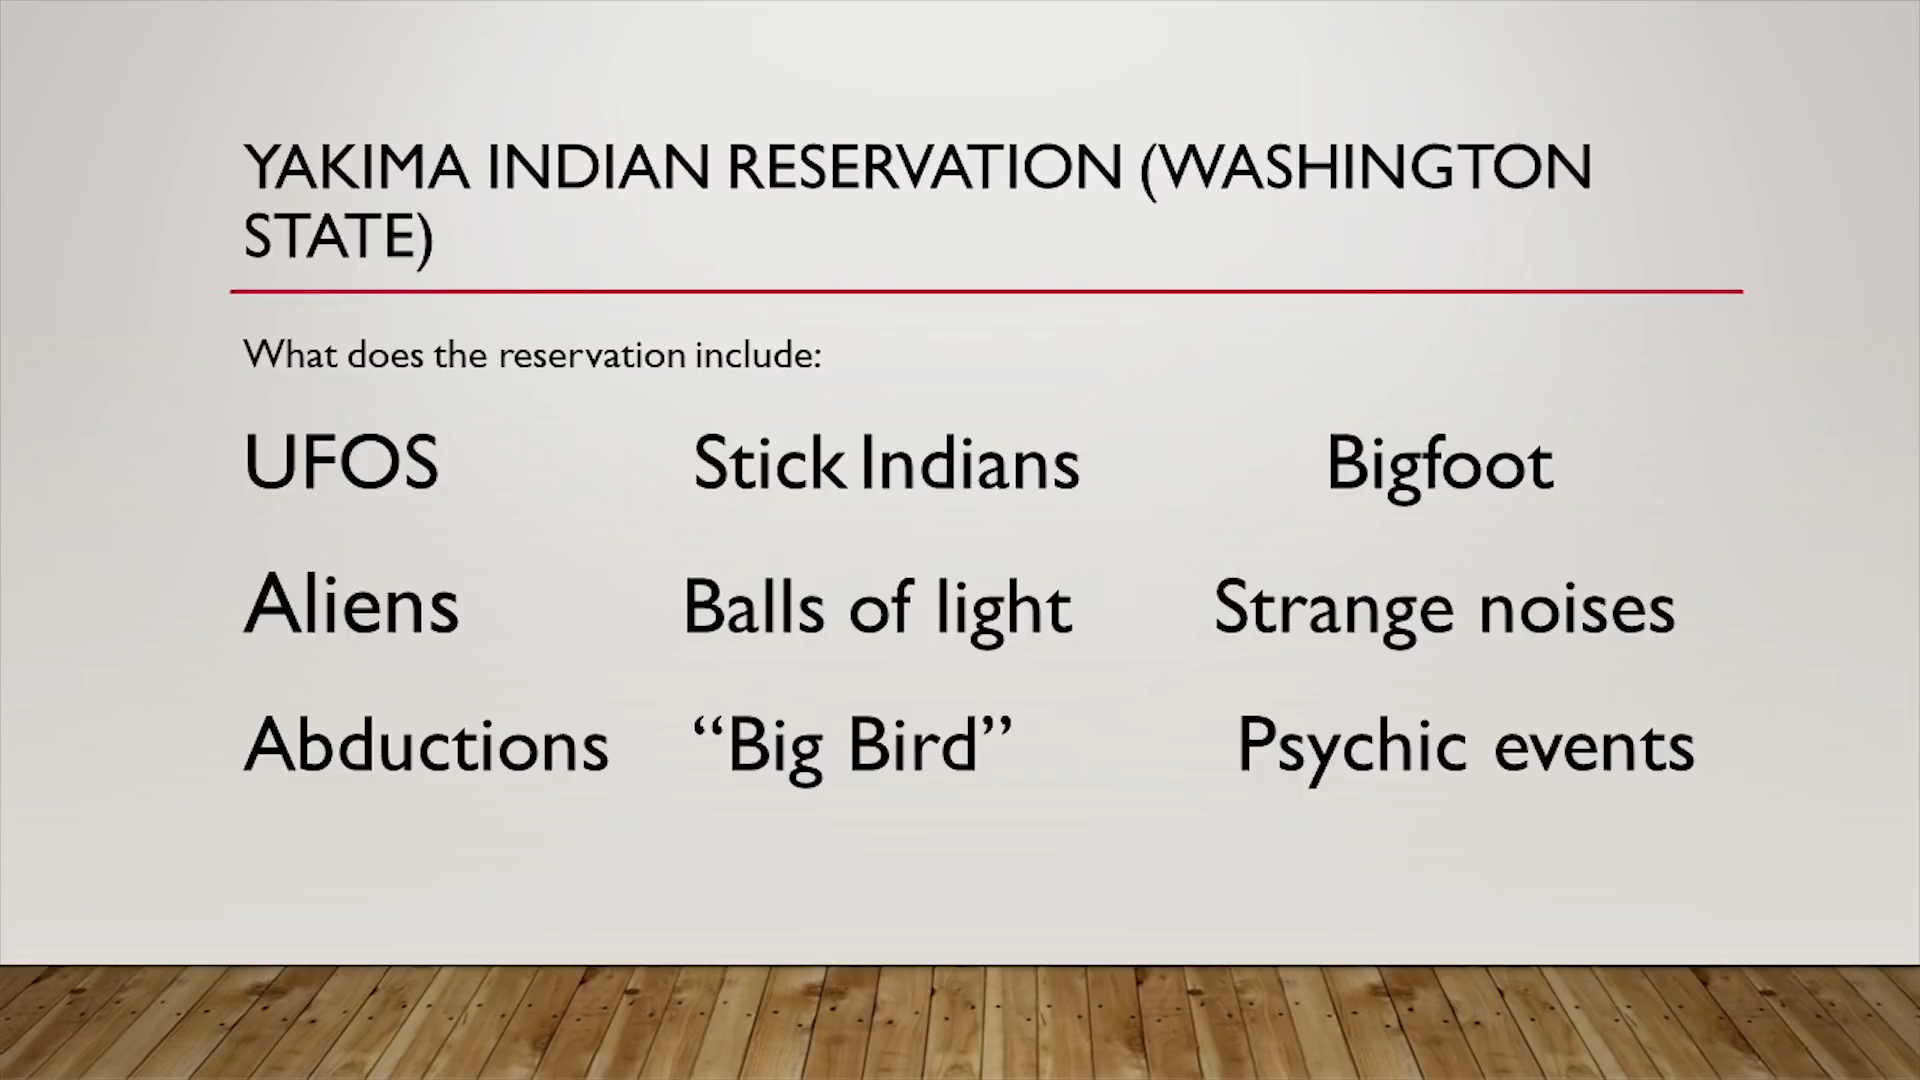 YAKIMA INDIAN RESERVATION (WASHINGTON
STATE)
What does the reservation include:
UFOS Stick Indians Bigfoot
Aliens Balls of light Strange noises
Abductions “Big Bird” Psychic events